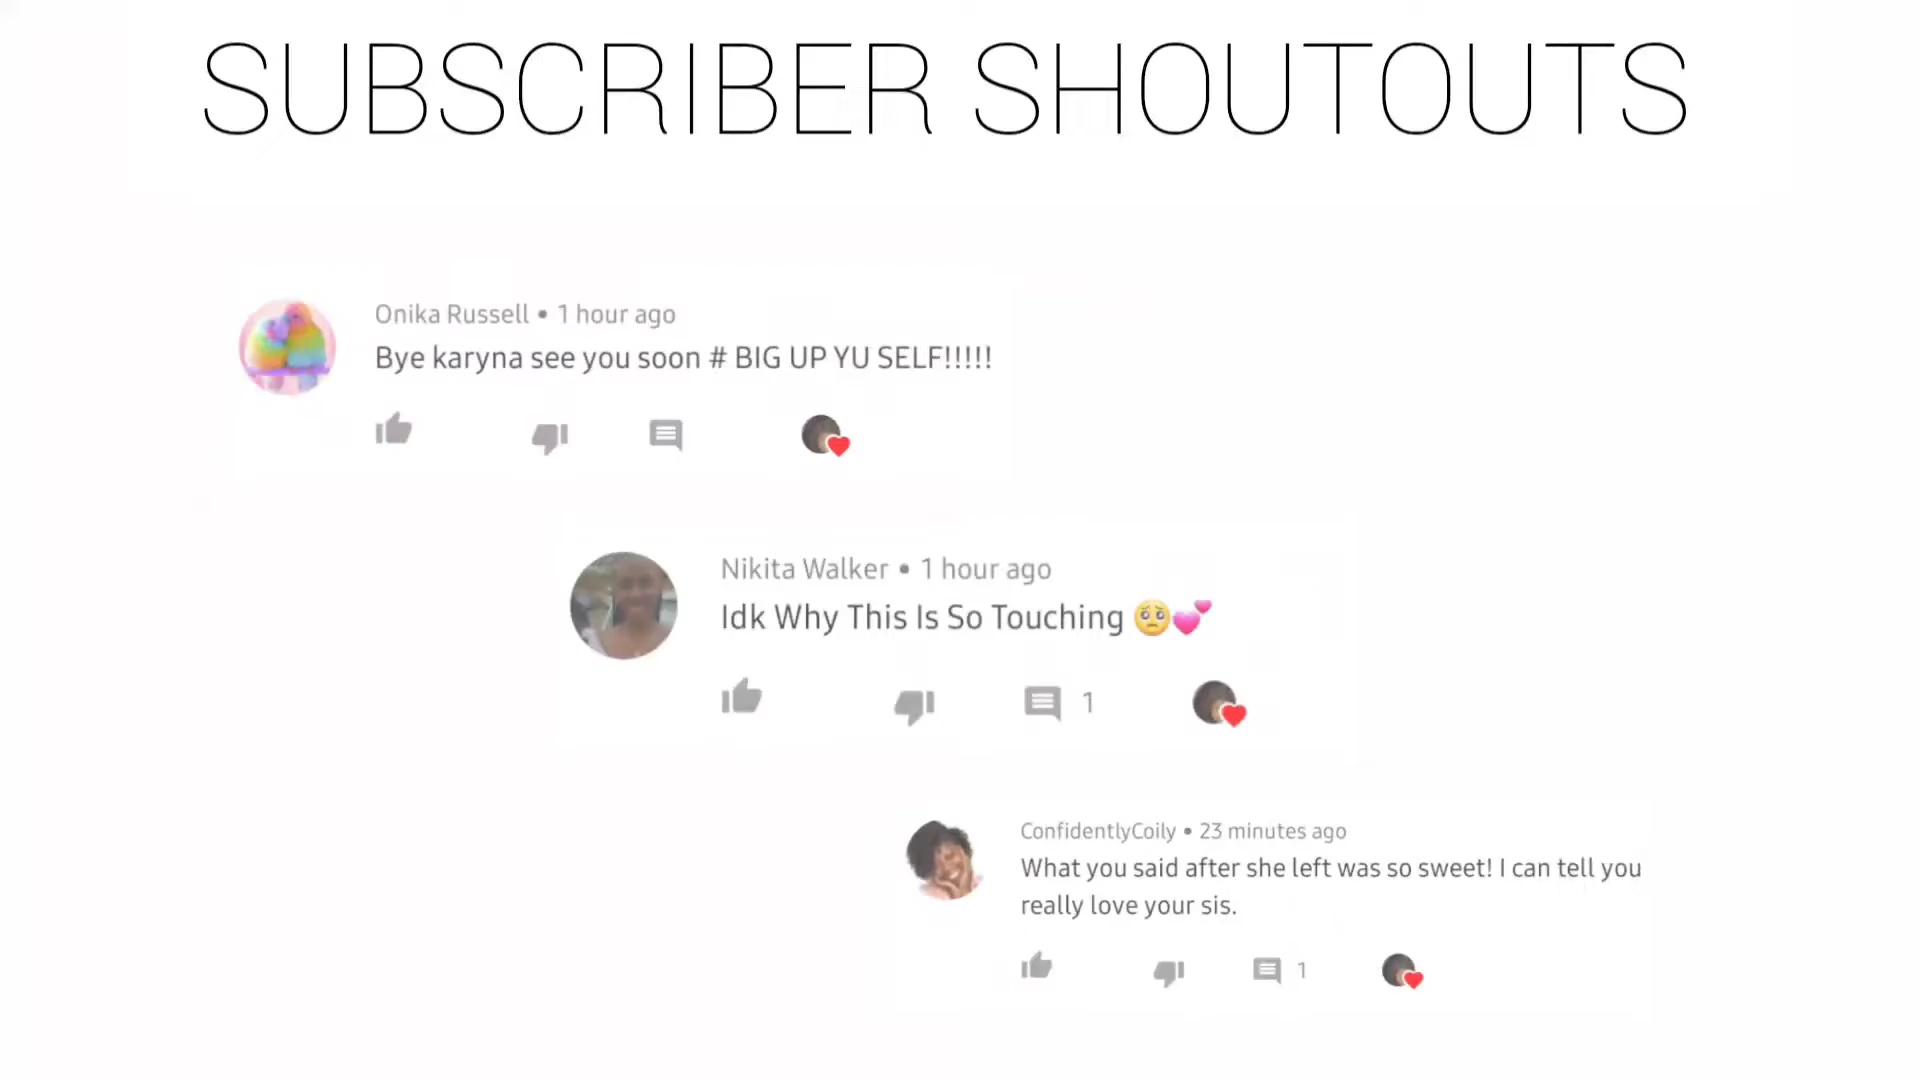 SUBSCRIBER SHOUTOUTS
Onika Russell • 1 hour ago
Bye karyna see you soon # BIG UP YU SELF!!!!!
Nikita Walker • 1 hour ago
Idk Why This Is So Touching 🥺💕
1
ConfidentlyCoily • 23 minutes ago
What you said after she left was so sweet! I can tell you
really love your sis.
1